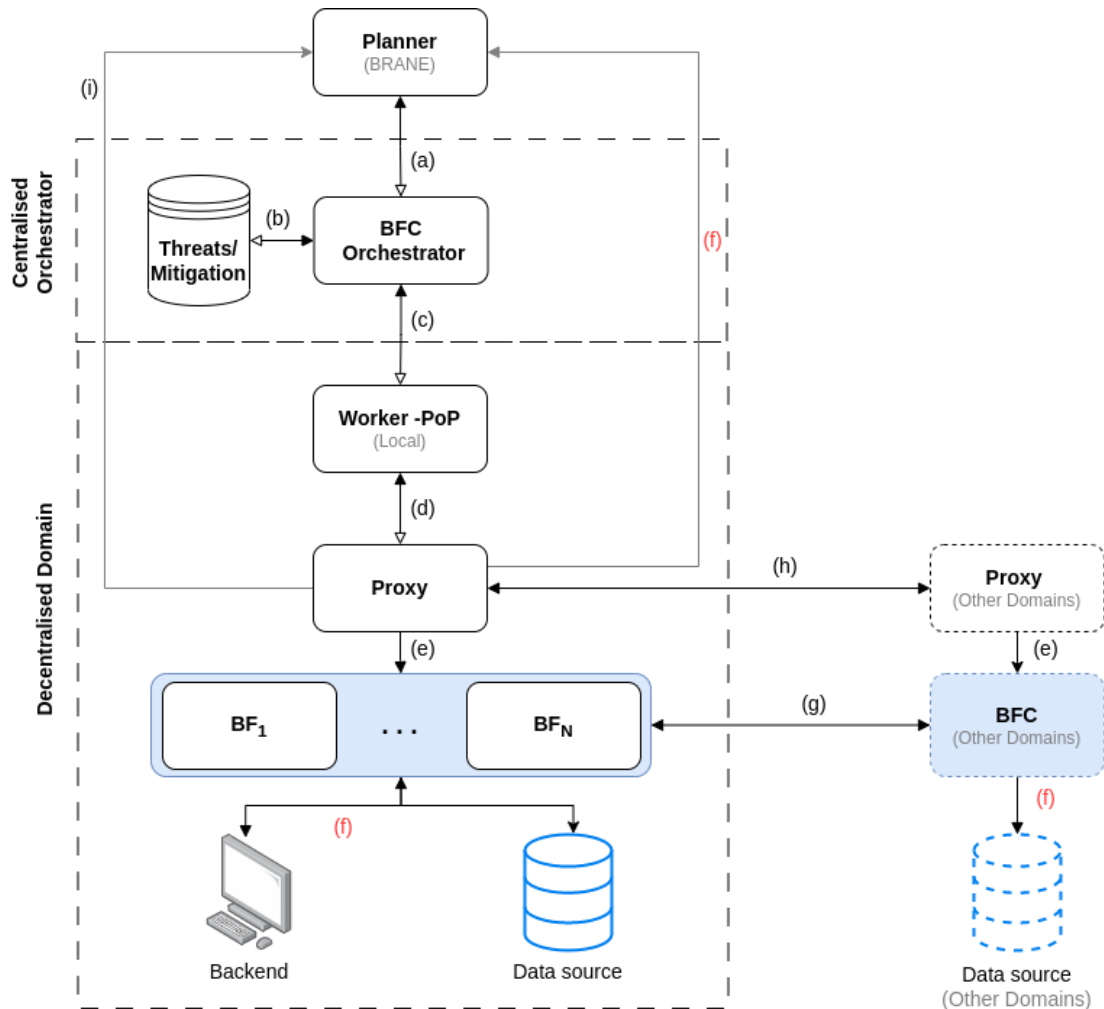 Planner
(BRANE)
(i)
(a)
Centralised
Orchestrator
Threats/
Mitigation
(b)
BFC
Orchestrator
(f)
(c)
Worker -PoP
(Local)
(d)
Decentralised Domain
Proxy
(h)
Proxy
(Other Domains)
(e)
(e)
BF1
. . .
BFN
(g)
BFC
(Other Domains)
(f)
(f)
Backend
Data source
Data source
(Other Domains)